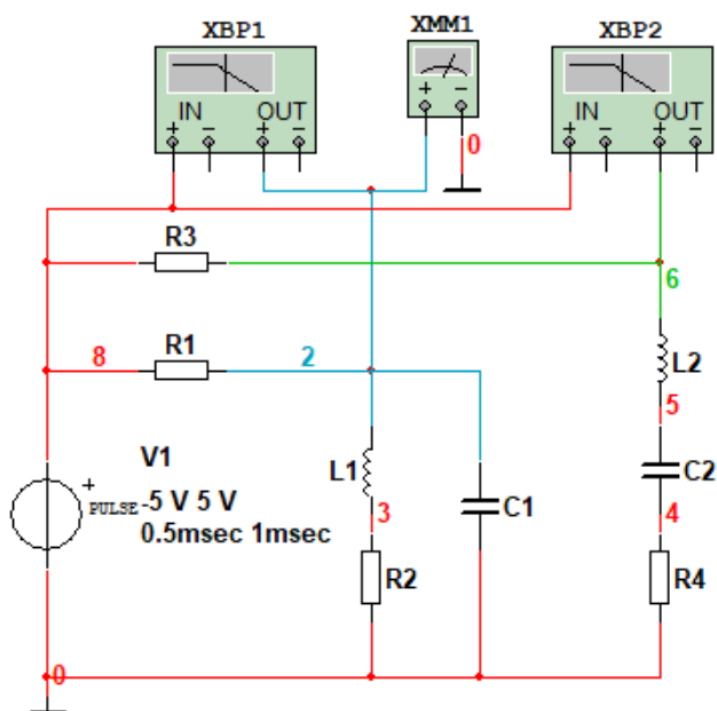 XBP1 XMM1 XBP2
IN OUT
+ − + −
+ −
IN OUT
+ − + −
0
R3
6
8 R1 2
L2
5
V1
L1
C2
+
PULSE -5 V 5 V
3
C1
4
0.5msec 1msec
R2
R4
0